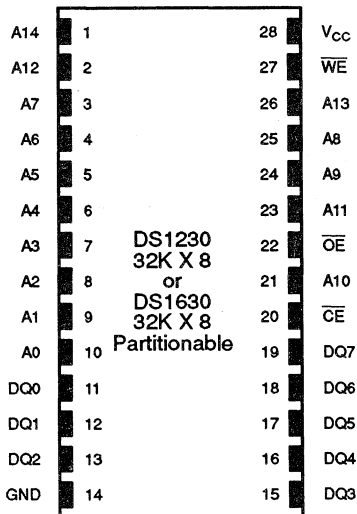 A14 1 28 VCC
A12 2 27 WE
A7 3 26 A13
A6 4 25 A8
A5 5 24 A9
A4 6 23 A11
A3 7 DS1230 22 OE
32K X 8
A2 8 or 21 A10
DS1630
A1 9 32K X 8 20 CE
A0 10 Partitionable 19 DQ7
DQ0 11 18 DQ6
DQ1 12 17 DQ5
DQ2 13 16 DQ4
GND 14 15 DQ3